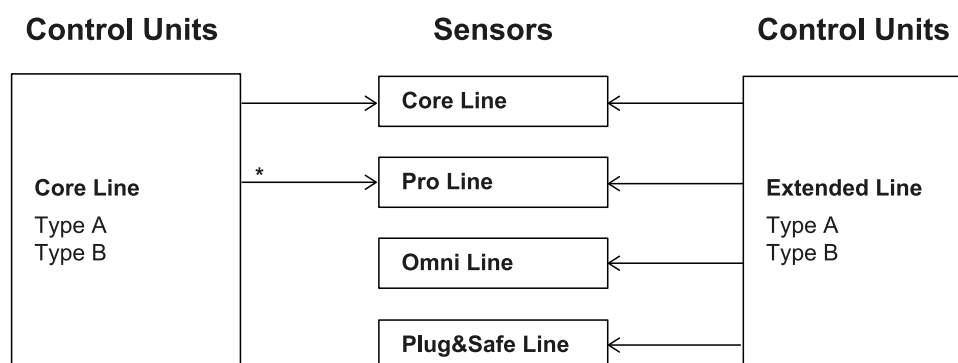 Control Units
Sensors
Control Units
Core Line
Type A
Type B
*
Core Line
Pro Line
Omni Line
Plug&Safe Line
Extended Line
Type A
Type B